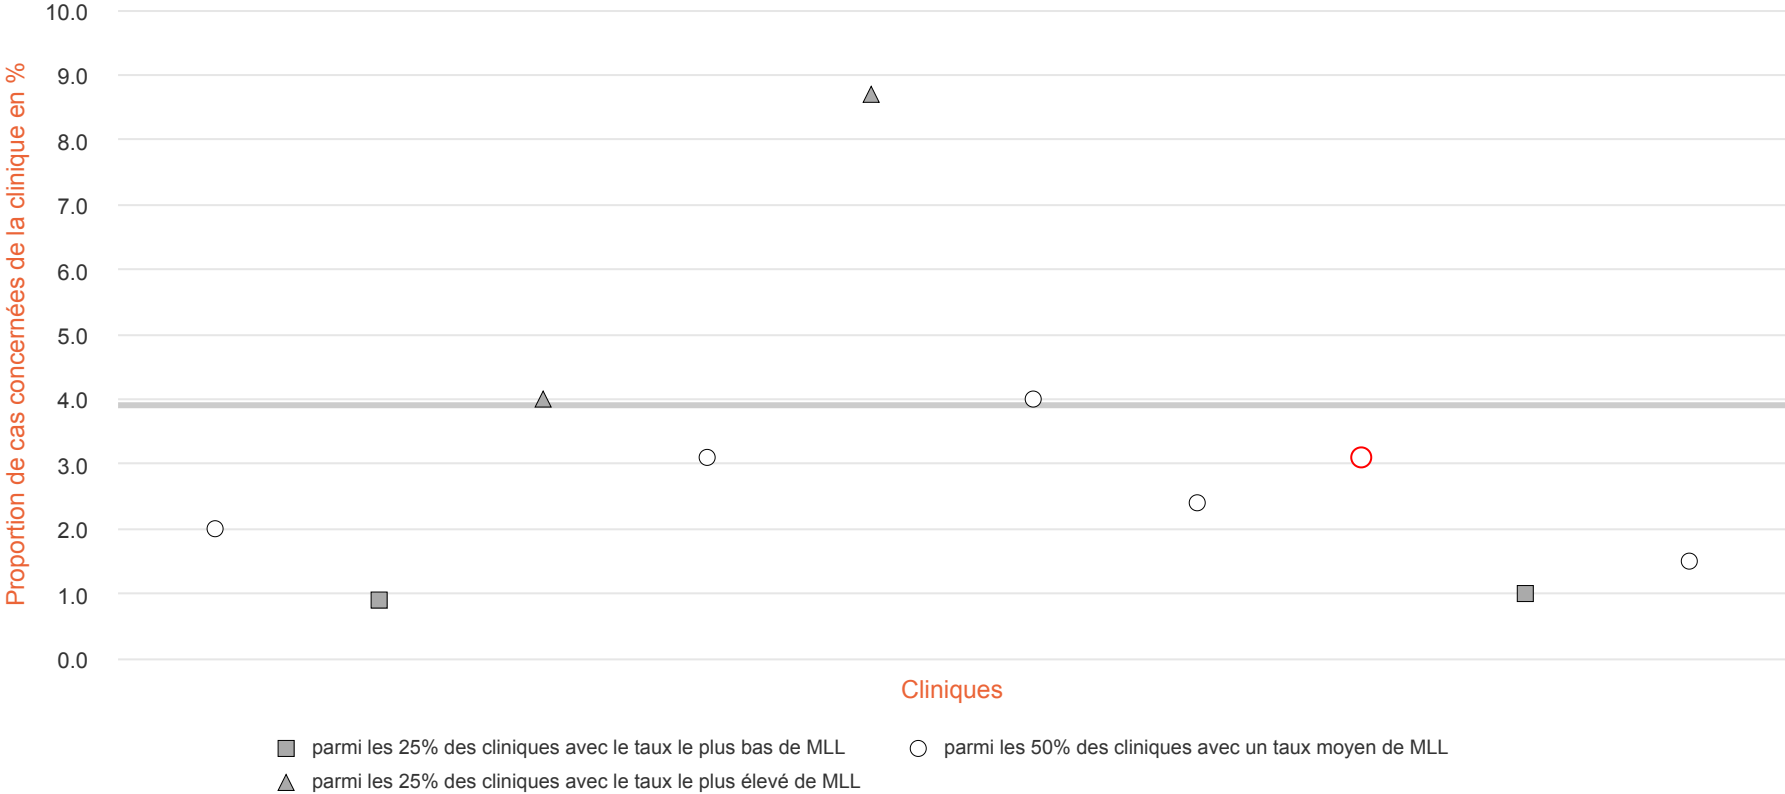 Proportion de cas concernées de la clinique en %
10.0
9.0
8.0
7.0
6.0
5.0
4.0
3.0
2.0
1.0
0.0
Cliniques
parmi les 25% des cliniques avec le taux le plus bas de MLL
parmi les 50% des cliniques avec un taux moyen de MLL
parmi les 25% des cliniques avec le taux le plus élevé de MLL